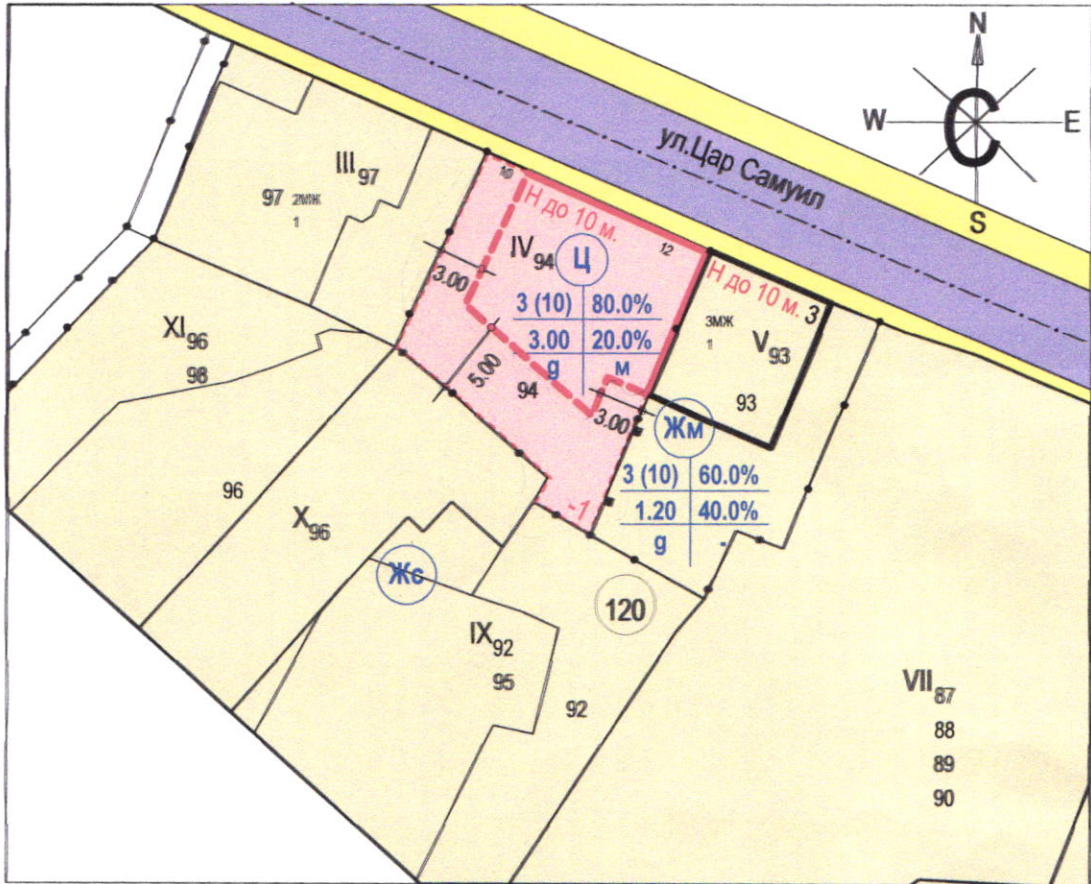 N
W E
S
С
ул.Цар Самуил
III97
97 2МЖ
1
10
Н до 10 м.
12
IV94
Ц
3 (10) 80.0%
3.00 20.0%
g м
3.00
5.00
94
3.00
-1
Н до 10 м.
3
3МЖ
1
V93
93
Жм
3 (10) 60.0%
1.20 40.0%
g -
XI96
98
96
X96
Жс
120
IX92
95
92
VII87
88
89
90